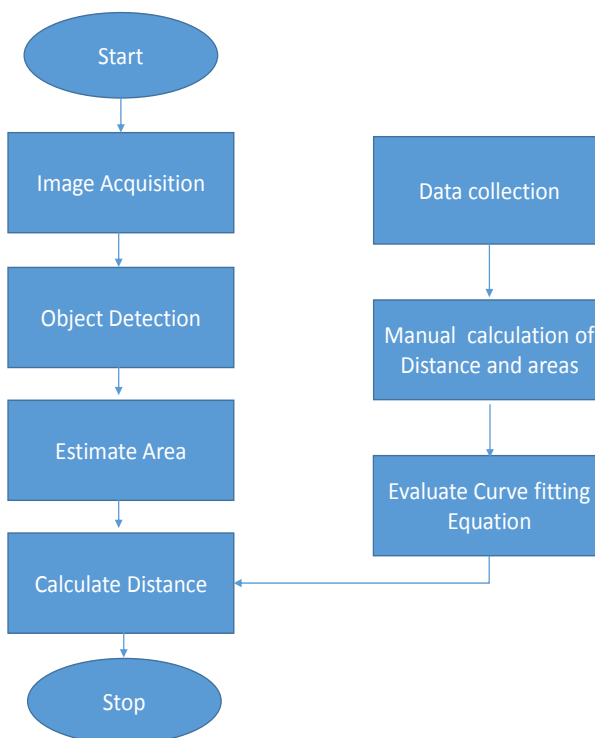 Start
Image Acquisition
Object Detection
Estimate Area
Calculate Distance
Stop
Data collection
Manual calculation of
Distance and areas
Evaluate Curve fitting
Equation